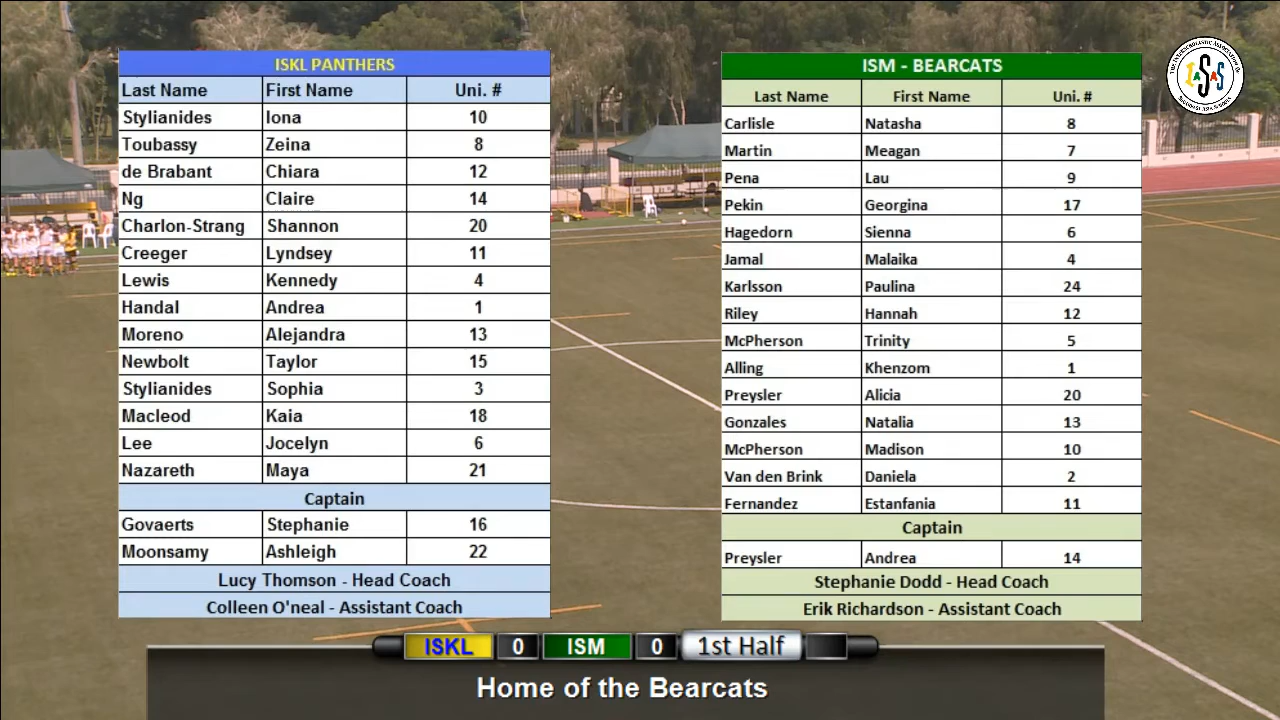 ISKL PANTHERS
Last Name First Name Uni. #
Stylianides Iona 10
Toubassy Zeina 8
de Brabant Chiara 12
Ng Claire 14
Charlon-Strang Shannon 20
Creeger Lyndsey 11
Lewis Kennedy 4
Handal Andrea 1
Moreno Alejandra 13
Newbolt Taylor 15
Stylianides Sophia 3
Macleod Kaia 18
Lee Jocelyn 6
Nazareth Maya 21
Captain
Govaerts Stephanie 16
Moonsamy Ashleigh 22
Lucy Thomson - Head Coach
Colleen O'neal - Assistant Coach
ISM - BEARCATS
Last Name First Name Uni. #
Carlisle Natasha 8
Martin Meagan 7
Pena Lau 9
Pekin Georgina 17
Hagedorn Sienna 6
Jamal Malaika 4
Karlsson Paulina 24
Riley Hannah 12
McPherson Trinity 5
Alling Khenzom 1
Preysler Alicia 20
Gonzales Natalia 13
McPherson Madison 10
Van den Brink Daniela 2
Fernandez Estanfania 11
Captain
Preysler Andrea 14
Stephanie Dodd - Head Coach
Erik Richardson - Assistant Coach
IASAS
ISKL 0 ISM 0 1st Half
Home of the Bearcats